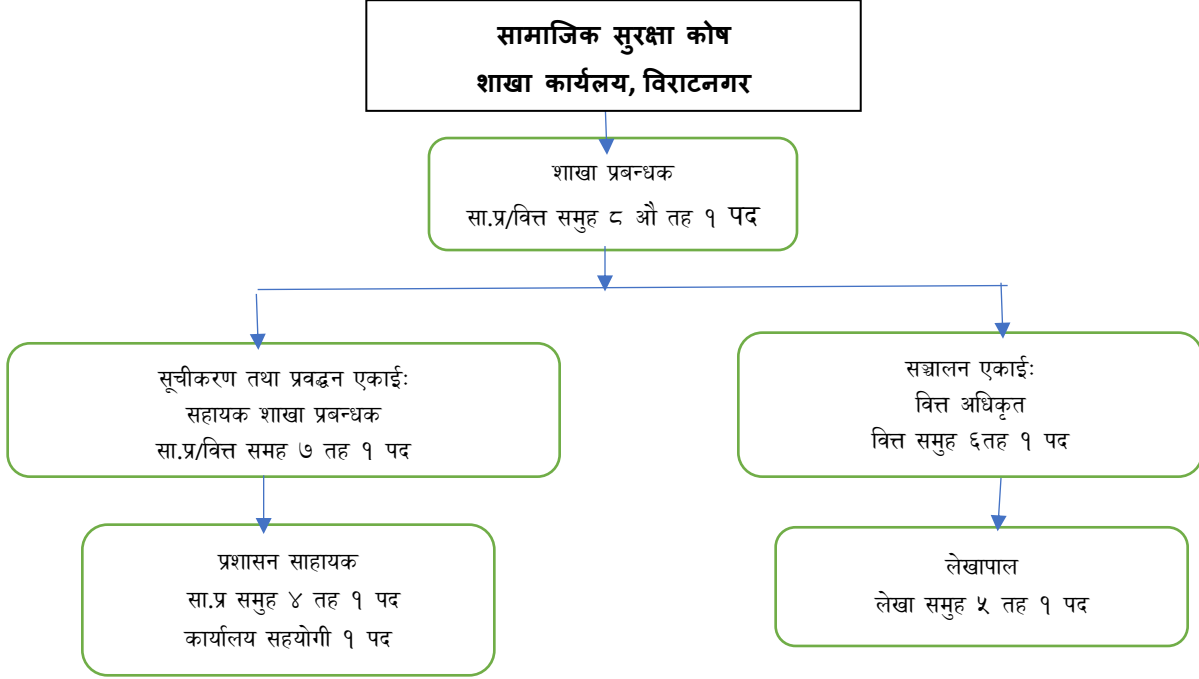 सामाजिक सुरक्षा कोष
शाखा कार्यलय, विराटनगर
शाखा प्रबन्धक
सा.प्र/वित्त समुह ८ औ तह १ पद
सूचीकरण तथा प्रवद्धन एकाईः
सहायक शाखा प्रबन्धक
सा.प्र/वित्त समह ७ तह १ पद
सञ्चालन एकाईः
वित्त अधिकृत
वित्त समुह ६तह १ पद
प्रशासन साहायक
सा.प्र समुह ४ तह १ पद
कार्यालय सहयोगी १ पद
लेखापाल
लेखा समुह ५ तह १ पद